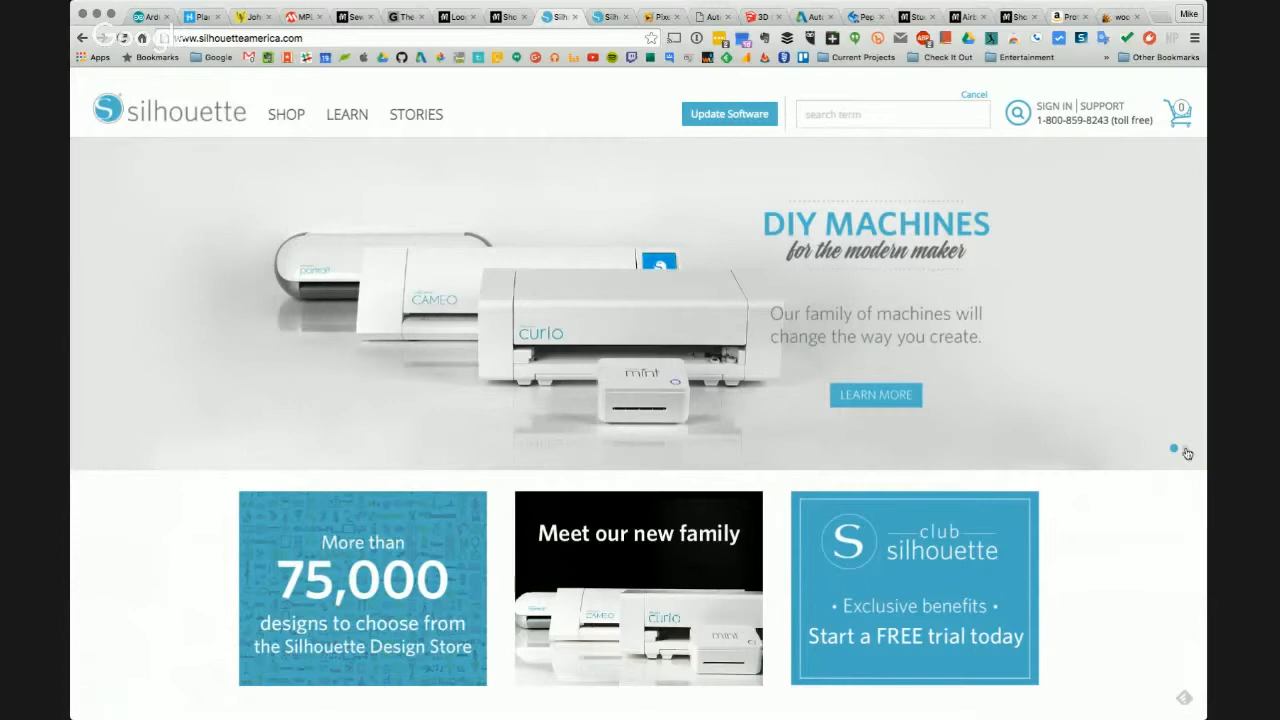 Mike
www.silhouetteamerica.com
Apps
Bookmarks
Google
Current Projects
Check It Out
Entertainment
»
Other Bookmarks
silhouette
SHOP
LEARN
STORIES
Update Software
Cancel
search term
SIGN IN | SUPPORT
1-800-859-8243 (toll free)
0
DIY MACHINES
for the modern maker
Our family of machines will
change the way you create.
LEARN MORE
portrait
CAMEO
curio
mint
More than
75,000
designs to choose from
the Silhouette Design Store
Meet our new family
CAMEO
curio
mint
S
club
silhouette
• Exclusive benefits •
Start a FREE trial today